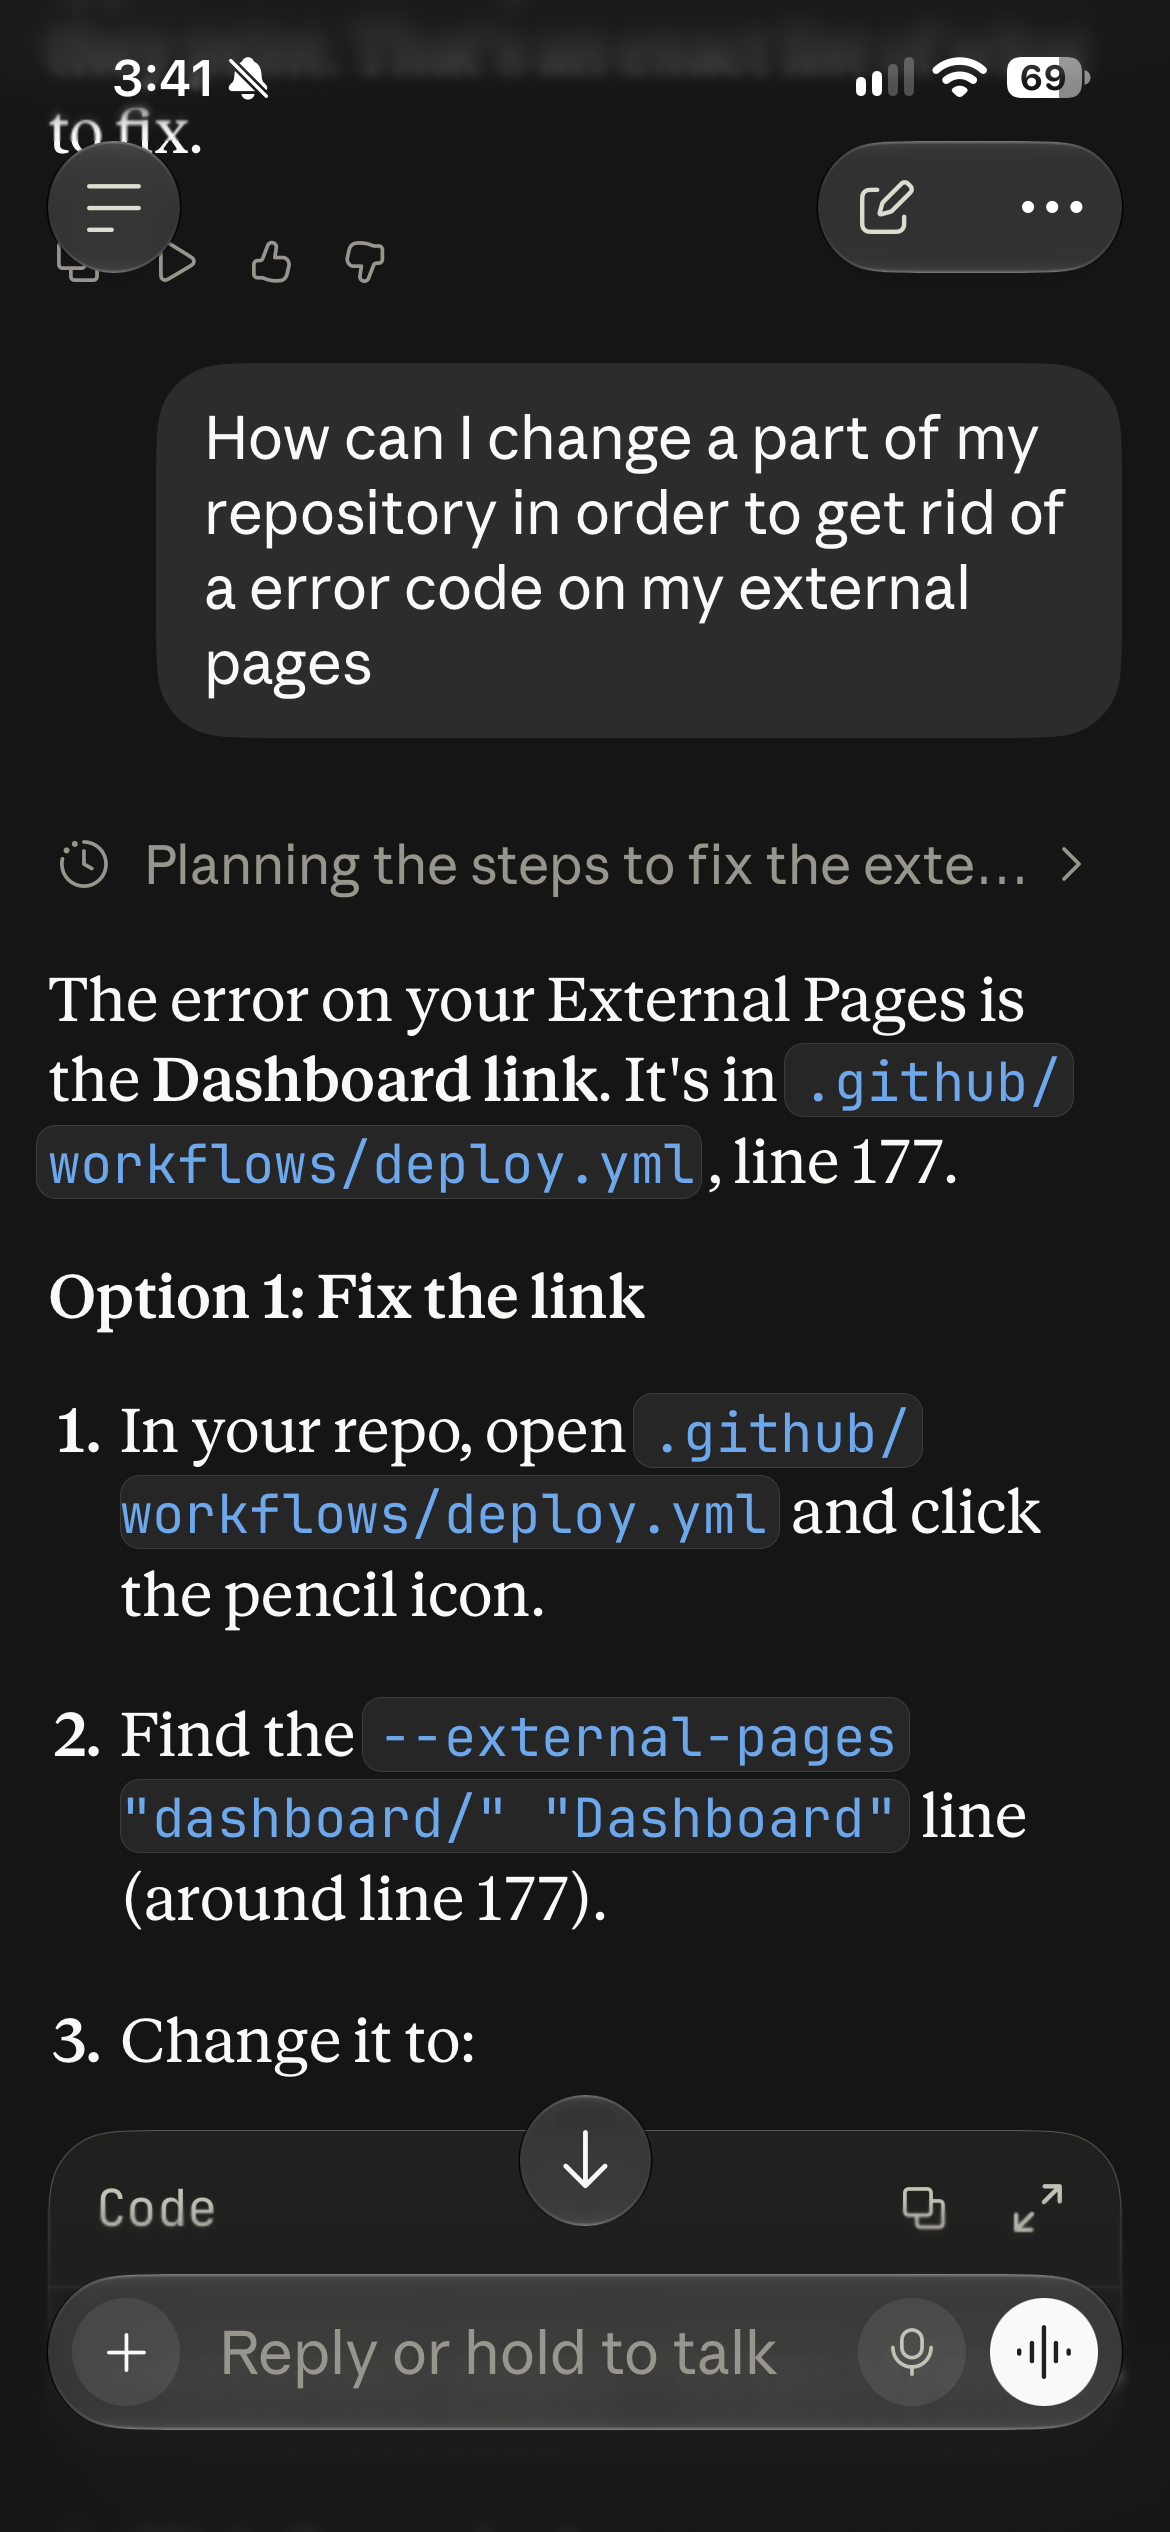 3:41
69
to fix.
How can I change a part of my
repository in order to get rid of
a error code on my external
pages
Planning the steps to fix the exte...
The error on your External Pages is
the Dashboard link. It's in .github/
workflows/deploy.yml, line 177.
Option 1: Fix the link
1. In your repo, open .github/
workflows/deploy.yml and click
the pencil icon.
2. Find the --external-pages
"dashboard/" "Dashboard" line
(around line 177).
3. Change it to:
Code
Reply or hold to talk